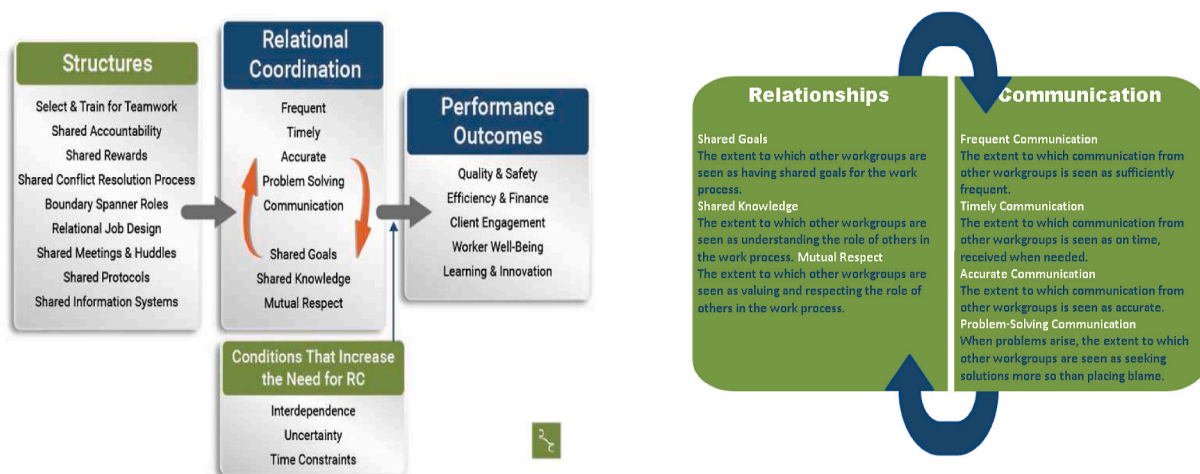 Structures
Select & Train for Teamwork
Shared Accountability
Shared Rewards
Shared Conflict Resolution Process
Boundary Spanner Roles
Relational Job Design
Shared Meetings & Huddles
Shared Protocols
Shared Information Systems
Relational
Coordination
Frequent
Timely
Accurate
Problem Solving
Communication
Shared Goals
Shared Knowledge
Mutual Respect
Performance
Outcomes
Quality & Safety
Efficiency & Finance
Client Engagement
Worker Well-Being
Learning & Innovation
Conditions That Increase
the Need for RC
Interdependence
Uncertainty
Time Constraints
Relationships
Shared Goals
The extent to which other workgroups are
seen as having shared goals for the work
process.
Shared Knowledge
The extent to which other workgroups are
seen as understanding the role of others in
the work process. Mutual Respect
The extent to which other workgroups are
seen as valuing and respecting the role of
others in the work process.
Communication
Frequent Communication
The extent to which communication from
other workgroups is seen as sufficiently
frequent.
Timely Communication
The extent to which communication from
other workgroups is seen as on time,
received when needed.
Accurate Communication
The extent to which communication from
other workgroups is seen as accurate.
Problem-Solving Communication
When problems arise, the extent to which
other workgroups are seen as seeking
solutions more so than placing blame.